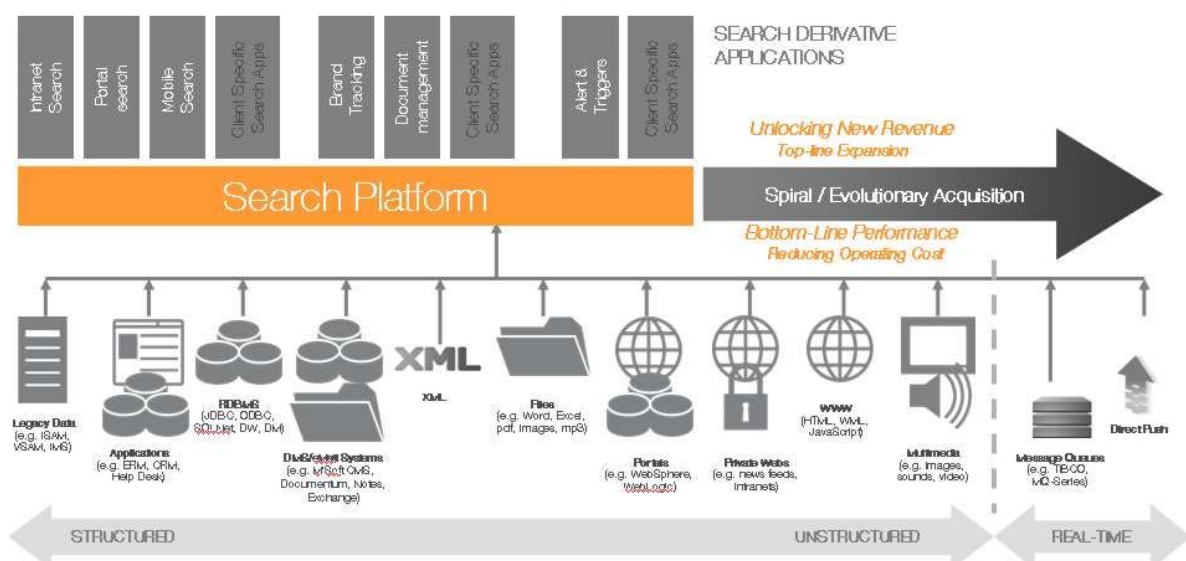 Intranet
Search
Portal
search
Mobile
Search
Client Specific
Search Apps
Brand
Tracking
Document
management
Client Specific
Search Apps
Alert &
Triggers
Client Specific
Search Apps
SEARCH DERIVATIVE
APPLICATIONS
Unlocking New Revenue
Top-line Expansion
Search Platform
Spiral / Evolutionary Acquisition
Bottom-Line Performance
Reducing Operating Cost
Legacy Data
(e.g. ISAM,
VSAM, IMS)
Applications
(e.g. ERM, CRM,
Help Desk)
RDBMS
(JDBC, ODBC,
SQLNet, DW, DM)
DMS/eMail Systems
(e.g. MSoft CMS,
Documentum, Notes,
Exchange)
XML
XML
Files
(e.g. Word, Excel,
pdf, images, mp3)
Portals
(e.g. WebSphere,
WebLogic)
Private Webs
(e.g. news feeds,
Intranets)
WWW
(HTML, WML,
JavaScript)
Multimedia
(e.g. images,
sounds, video)
Message Queues
(e.g. TIBCO,
MQ-Series)
Direct Push
STRUCTURED
UNSTRUCTURED
REAL-TIME